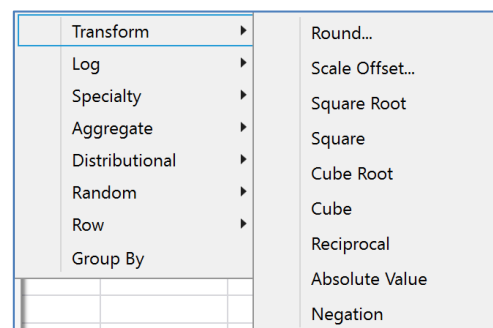 Transform
Log
Specialty
Aggregate
Distributional
Random
Row
Group By
Round...
Scale Offset...
Square Root
Square
Cube Root
Cube
Reciprocal
Absolute Value
Negation